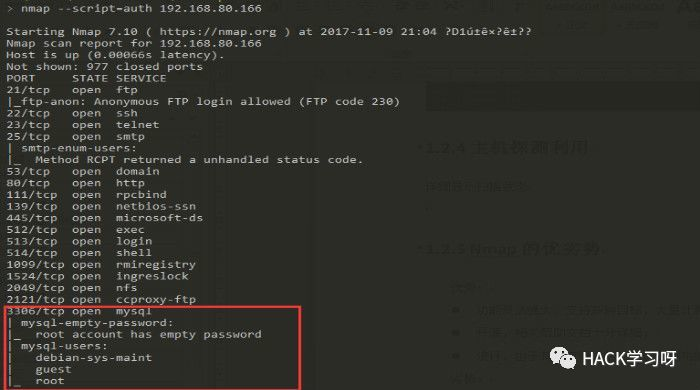 > nmap --script=auth 192.168.80.166
Starting Nmap 7.10 ( https://nmap.org ) at 2017-11-09 21:04 ?D1ú±ê×?ê±??
Nmap scan report for 192.168.80.166
Host is up (0.00066s latency).
Not shown: 977 closed ports
PORT     STATE SERVICE
21/tcp   open  ftp
|_ftp-anon: Anonymous FTP login allowed (FTP code 230)
22/tcp   open  ssh
23/tcp   open  telnet
25/tcp   open  smtp
| smtp-enum-users:
|_  Method RCPT returned a unhandled status code.
53/tcp   open  domain
80/tcp   open  http
111/tcp  open  rpcbind
139/tcp  open  netbios-ssn
445/tcp  open  microsoft-ds
512/tcp  open  exec
513/tcp  open  login
514/tcp  open  shell
1099/tcp open  rmiregistry
1524/tcp open  ingreslock
2049/tcp open  nfs
2121/tcp open  ccproxy-ftp
3306/tcp open  mysql
| mysql-empty-password:
|_  root account has empty password
| mysql-users:
|   debian-sys-maint
|   guest
|_  root
1.2.4 主机探测利用
1.2.5 Nmap 的优劣势
HACK学习呀